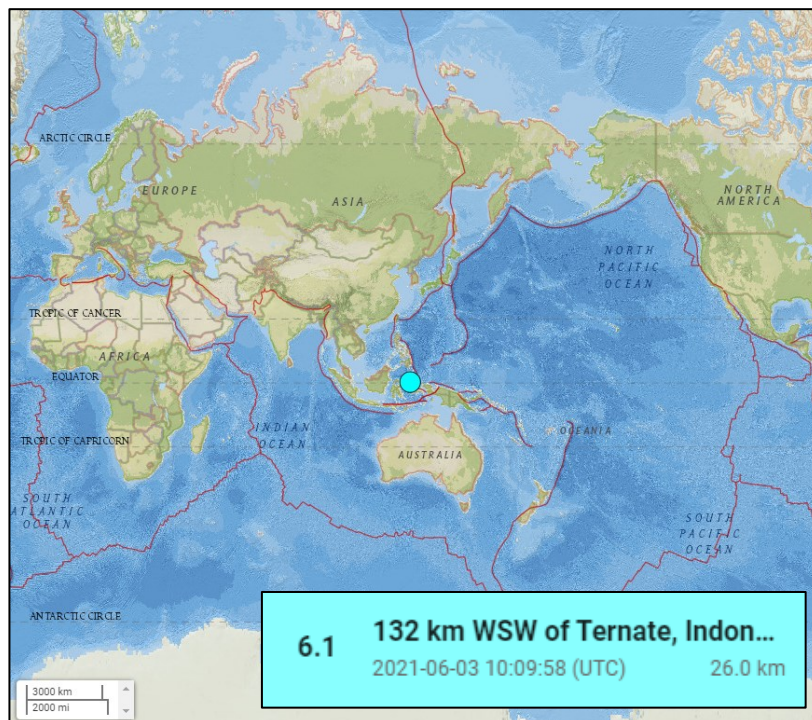 ARCTIC CIRCLE
EUROPE
ASIA
NORTH
AMERICA
NORTH
PACIFIC
OCEAN
TROPIC OF CANCER
AFRICA
EQUATOR
INDIAN
OCEAN
OCEANIA
TROPIC OF CAPRICORN
AUSTRALIA
SOUTH
ATLANTIC
OCEAN
SOUTH
PACIFIC
OCEAN
ANTARCTIC CIRCLE
6.1
132 km WSW of Ternate, Indon...
2021-06-03 10:09:58 (UTC) 26.0 km
3000 km
2000 mi